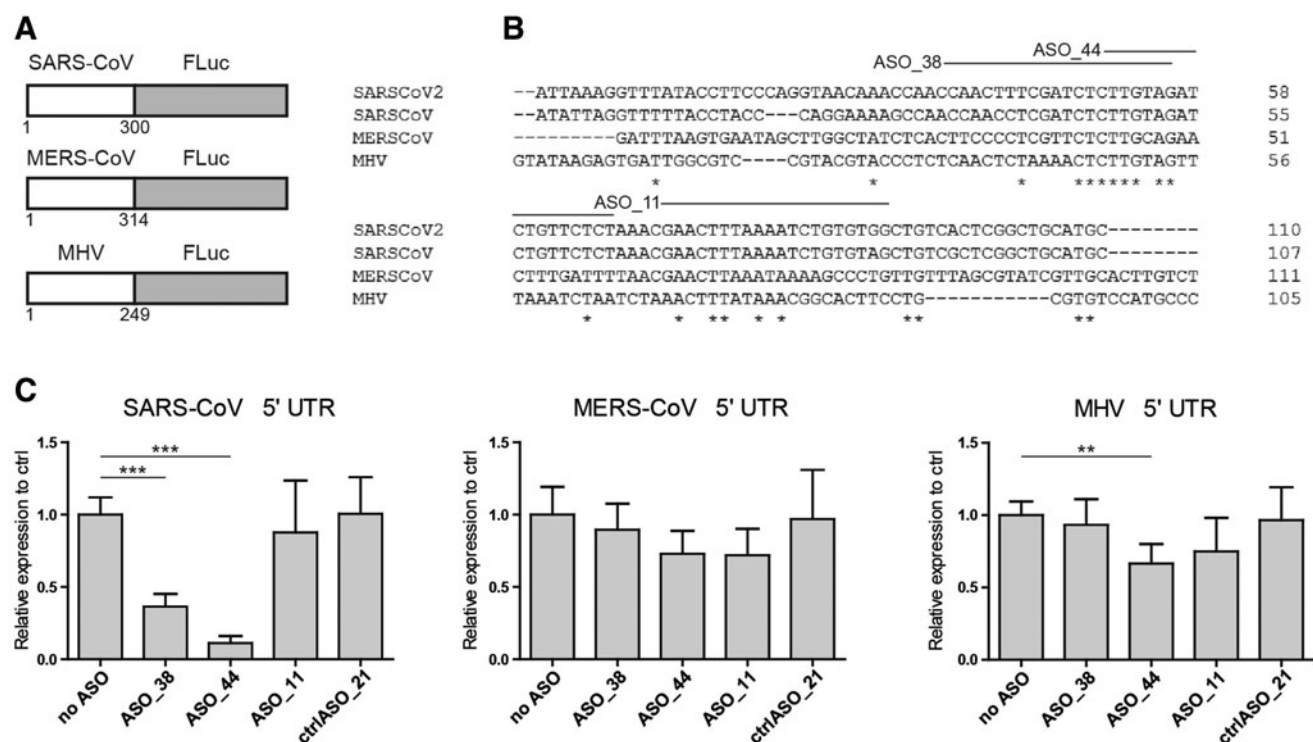 A
SARS-CoV FLuc
1 300
MERS-CoV FLuc
1 314
MHV FLuc
1 249
B
ASO_44
ASO_38
SARSCoV2 --ATTAAAGGTTTATACCTTCCCAGGTAACAAACCAACCAACTTTCGATCTCTTGTAGAT 58
SARSCoV --ATATTAGGTTTTTACCTACC---CAGGAAAAGCCAACCAACCTCGATCTCTTGTAGAT 55
MERSCoV ---------GATTTAAGTGAATAGCTTGGCTATCTCACTTCCCCTCGTTCTCTTGCAGAA 51
MHV GTATAAGAGTGATTGGCGTC----CGTACGTACCCTCTCAACTCTAAAACTCTTGTAGTT 56
* * * ****** **
ASO_11
SARSCoV2 CTGTTCTCTAAACGAACTTTAAAATCTGTGTGGCTGTCACTCGGCTGCATGC-------- 110
SARSCoV CTGTTCTCTAAACGAACTTTAAAATCTGTGTAGCTGTCGCTCGGCTGCATGC-------- 107
MERSCoV CTTTGATTTTAACGAACTTAAATAAAAGCCCTGTTGTTTAGCGTATCGTTGCACTTGTCT 111
MHV TAAATCTAATCTAAACTTTATAAACGGCACTTCCTG-----------CGTGTCCATGCCC 105
* * ** * * ** **
C
SARS-CoV 5' UTR
Relative expression to ctrl
1.5
1.0
0.5
0.0
***
***
no ASO ASO_38 ASO_44 ASO_11 ctrlASO_21
MERS-CoV 5' UTR
Relative expression to ctrl
1.5
1.0
0.5
0.0
no ASO ASO_38 ASO_44 ASO_11 ctrlASO_21
MHV 5' UTR
Relative expression to ctrl
1.5
1.0
0.5
0.0
**
no ASO ASO_38 ASO_44 ASO_11 ctrlASO_21